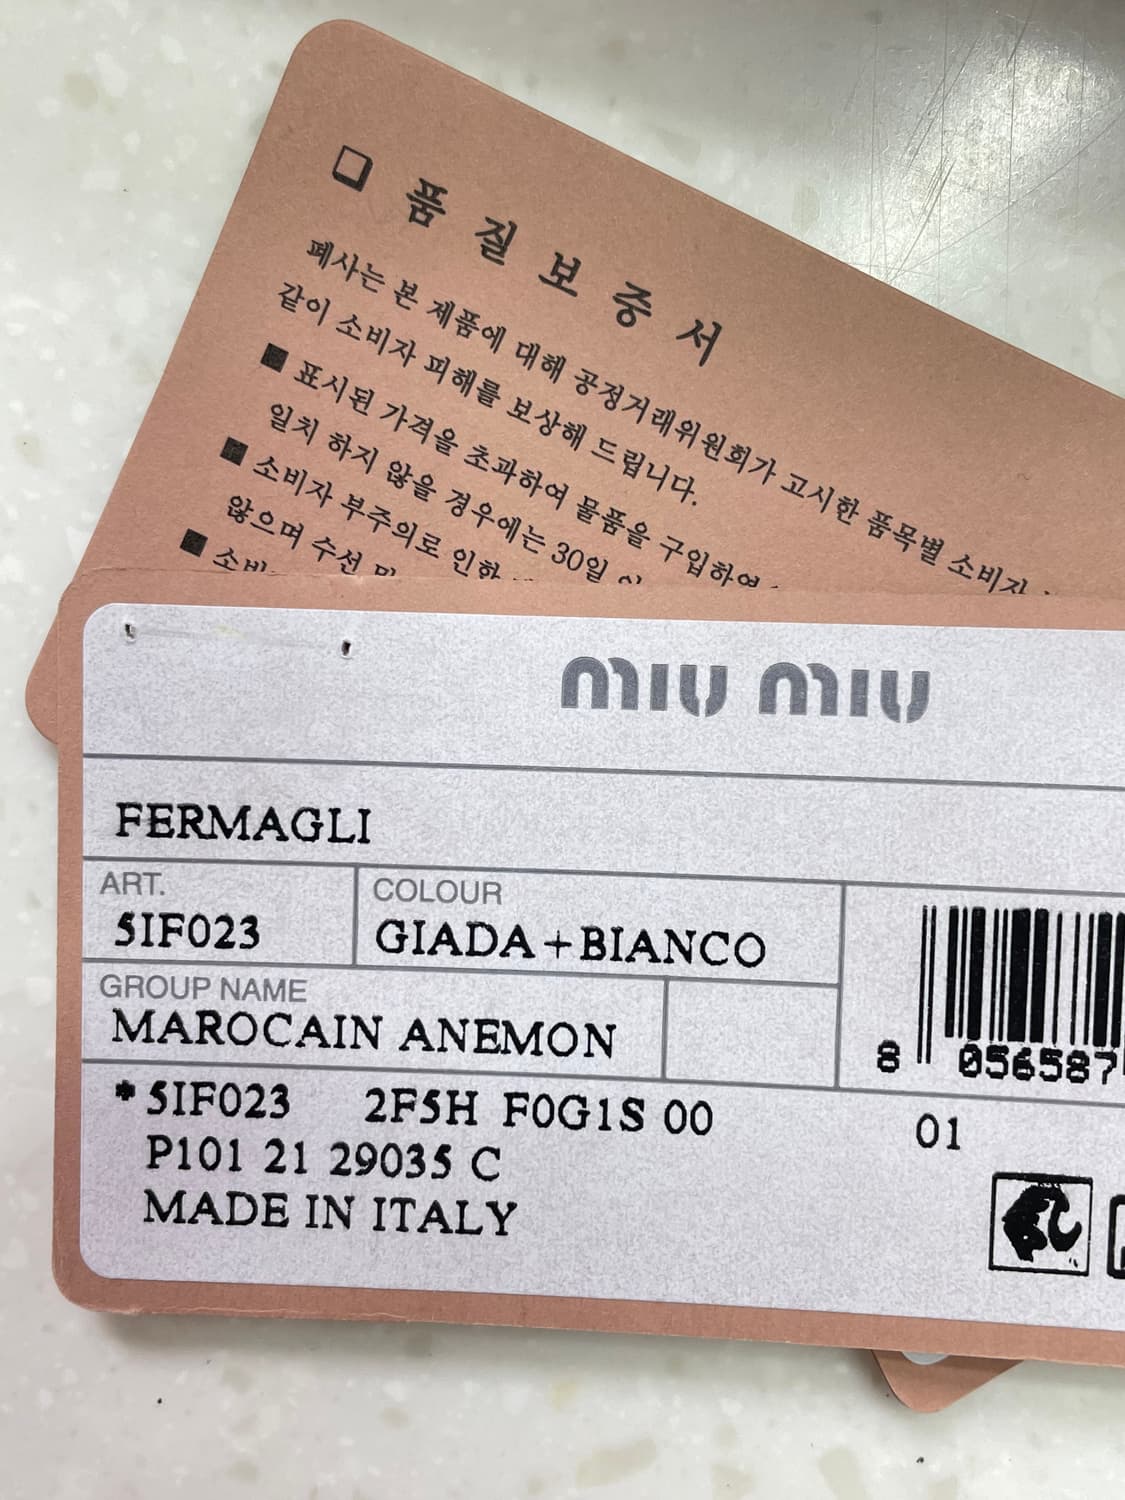 ❏ 품질보증서
폐사는 본 제품에 대해 공정거래위원회가 고시한 품목별 소비자
같이 소비자 피해를 보상해 드립니다.
■ 표시된 가격을 초과하여 물품을 구입하여
일치 하지 않을 경우에는 30일
■ 소비자 부주의로 인한
않으며 수선 및
■
miu miu
FERMAGLI
ART.
5IF023
COLOUR
GIADA+BIANCO
GROUP NAME
MAROCAIN ANEMON
8 056587
*5IF023 2F5H F0G1S 00
01
P101 21 29035 C
MADE IN ITALY